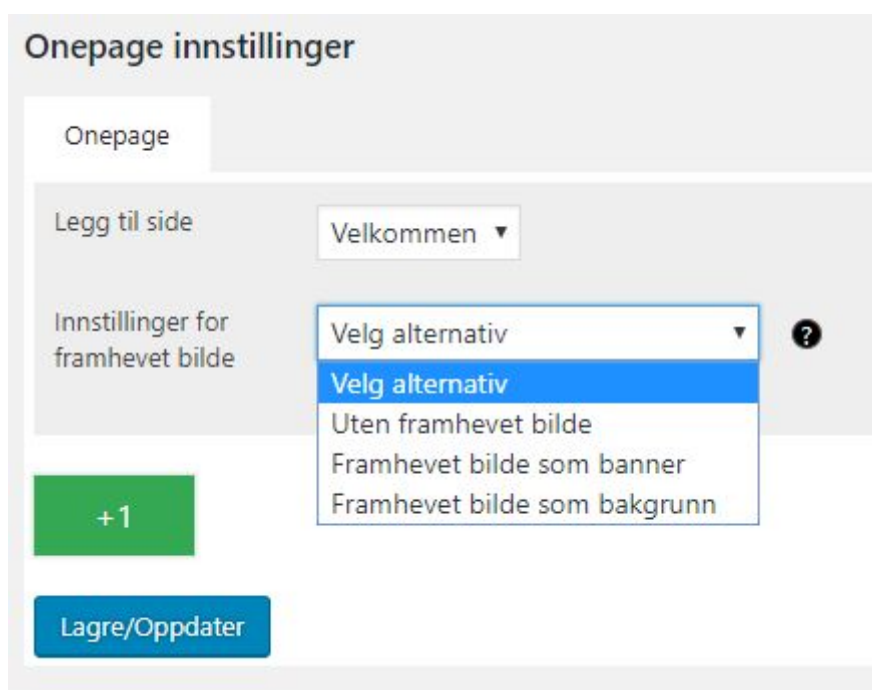 Onepage innstillinger
Onepage
Legg til side
Velkommen ▼
Innstillinger for
framhevet bilde
Velg alternativ ▼
?
Velg alternativ
Uten framhevet bilde
Framhevet bilde som banner
Framhevet bilde som bakgrunn
+1
Lagre/Oppdater